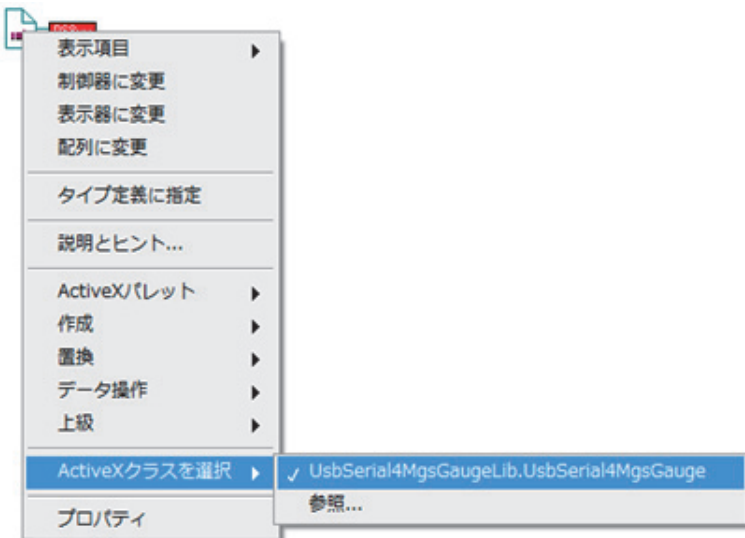 表示項目
制御器に変更
表示器に変更
配列に変更
タイプ定義に指定
説明とヒント...
ActiveXパレット
作成
置換
データ操作
上級
ActiveXクラスを選択
✓ UsbSerial4MgsGaugeLib.UsbSerial4MgsGauge
参照...
プロパティ